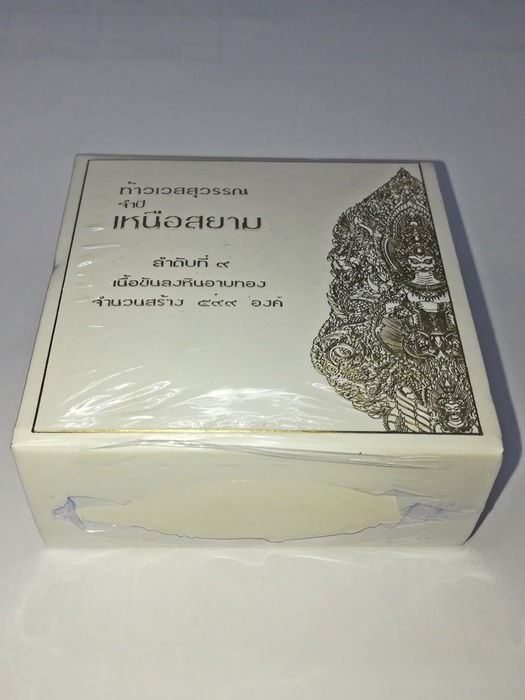 ท้าวเวสสุวรรณ
จำปี
เหนือสยาม
ลำดับที่ ๙
เนื้อขันลงหินอาบทอง
จำนวนสร้าง ๕๙๙ องค์